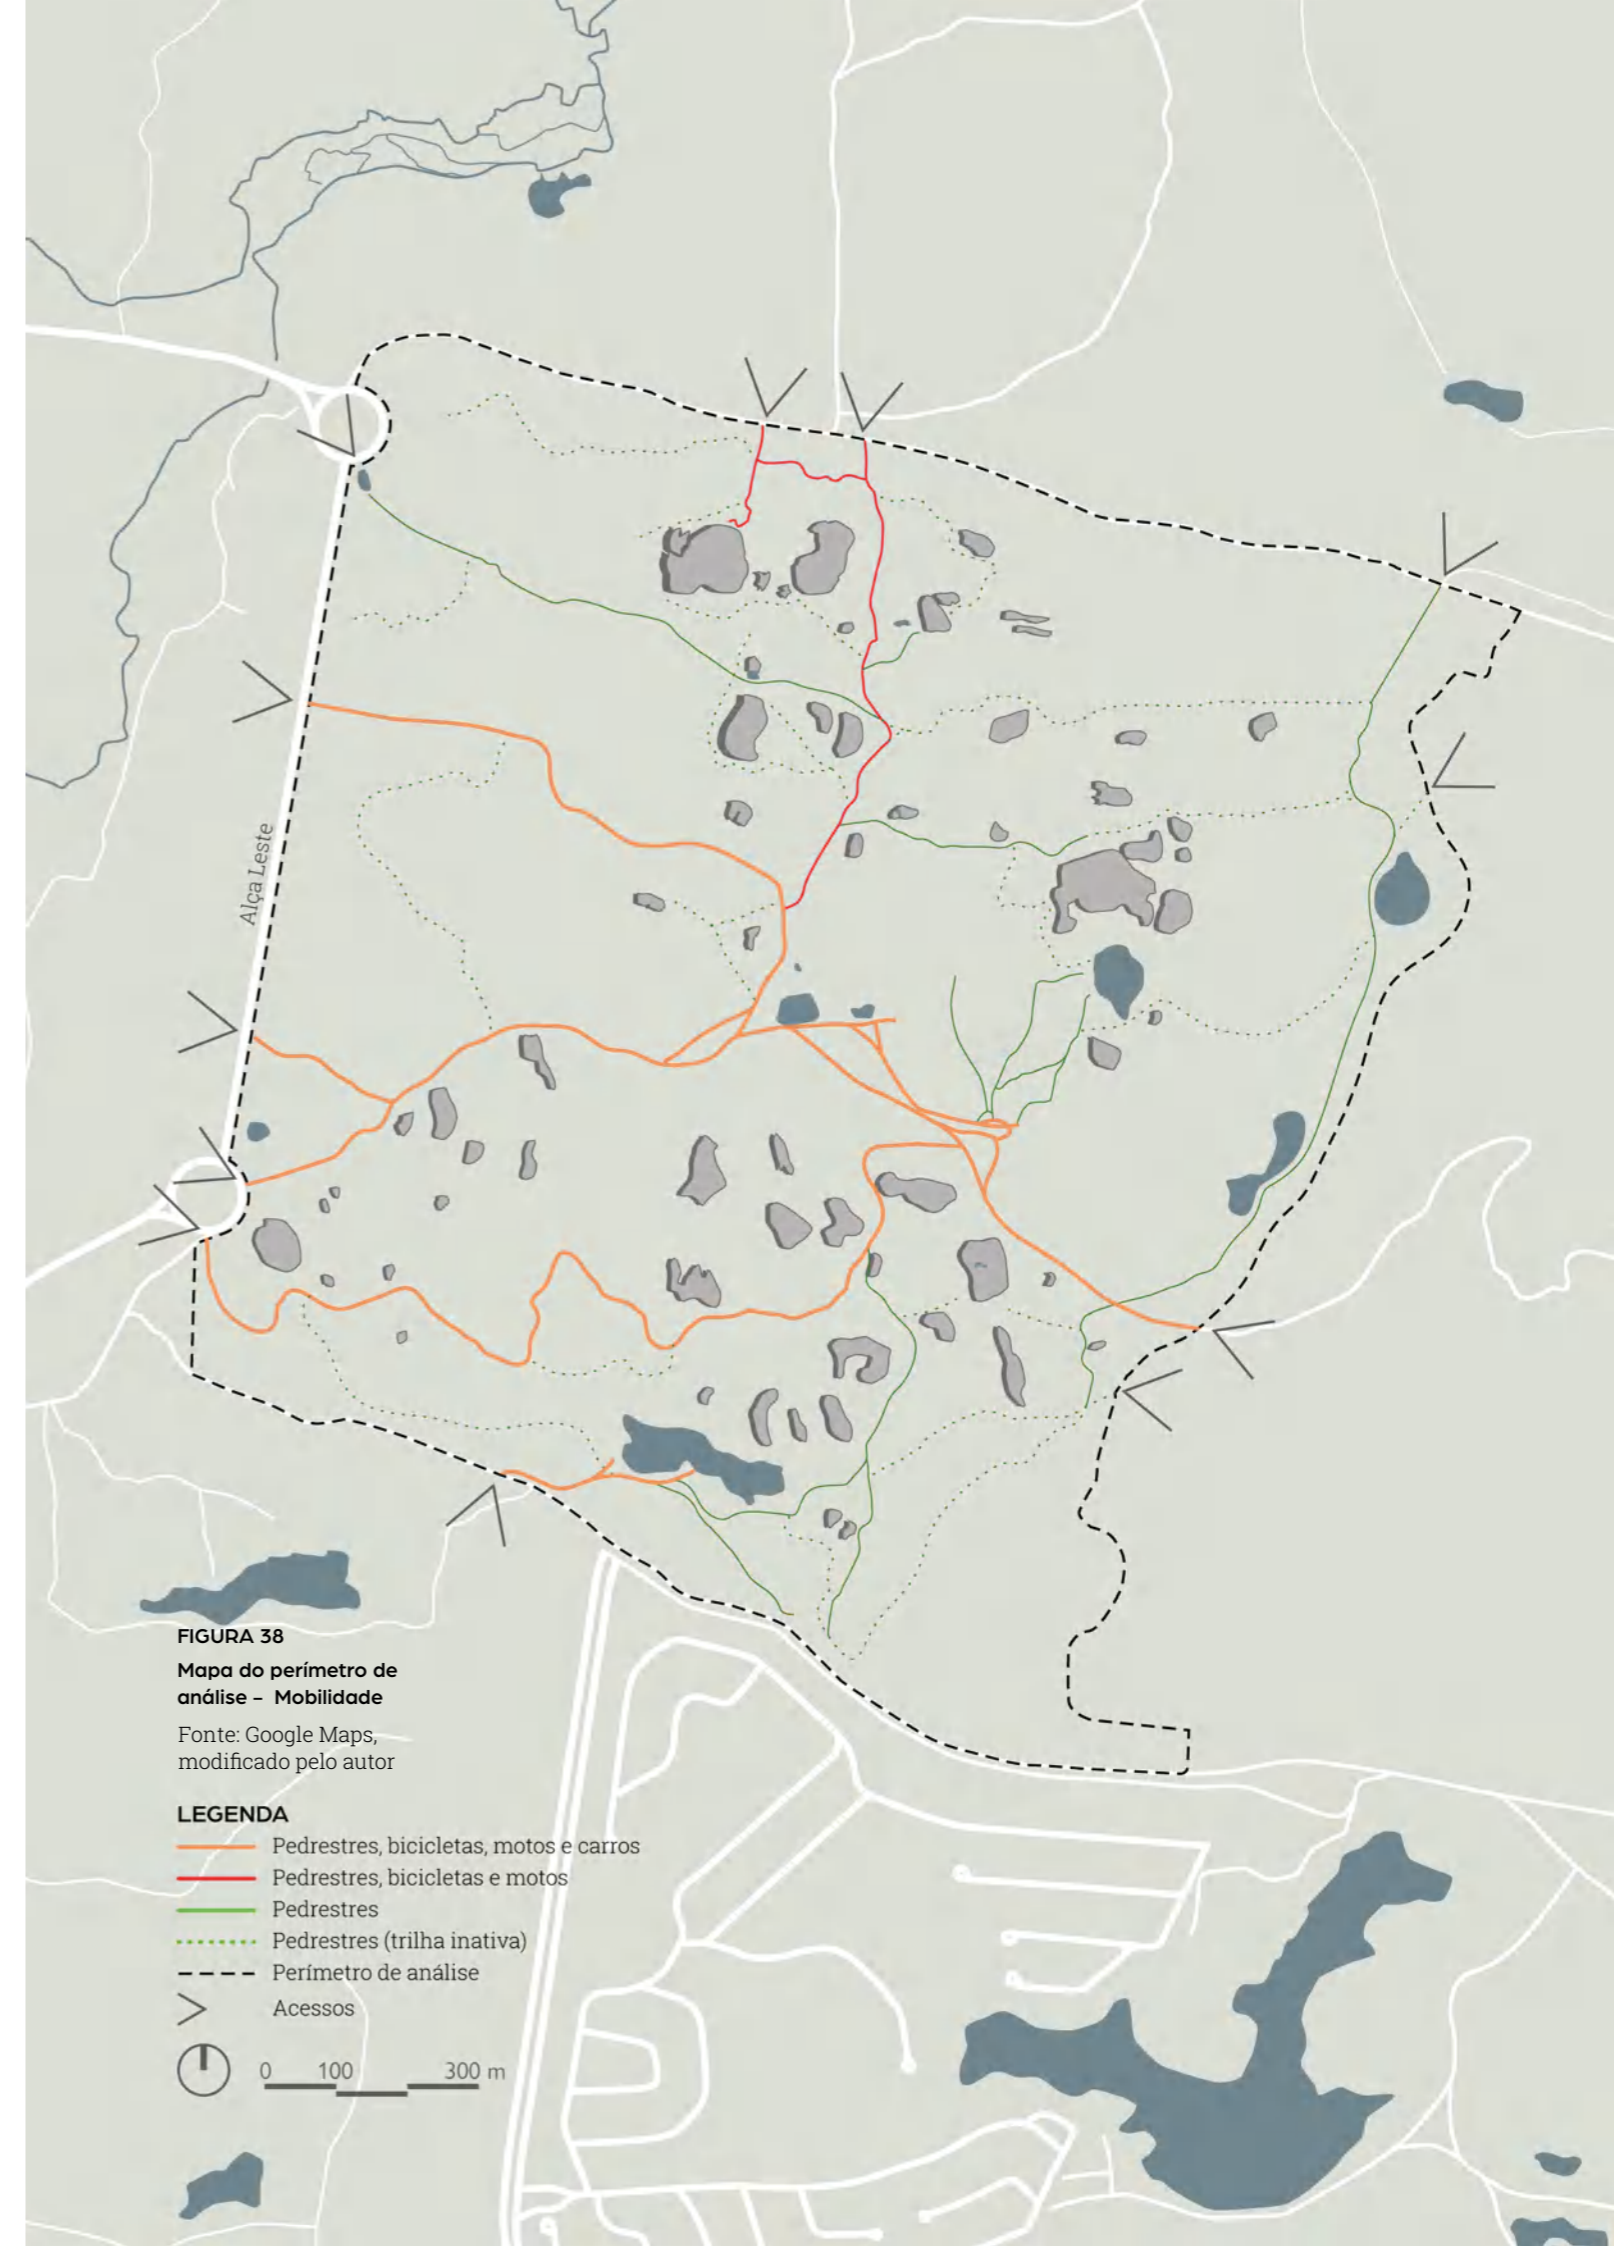 Alça Leste
FIGURA 38
Mapa do perímetro de
análise – Mobilidade
Fonte: Google Maps,
modificado pelo autor
LEGENDA
Pedrestres, bicicletas, motos e carros
Pedrestres, bicicletas e motos
Pedrestres
Pedrestres (trilha inativa)
Perímetro de análise
Acessos
0 100 300 m